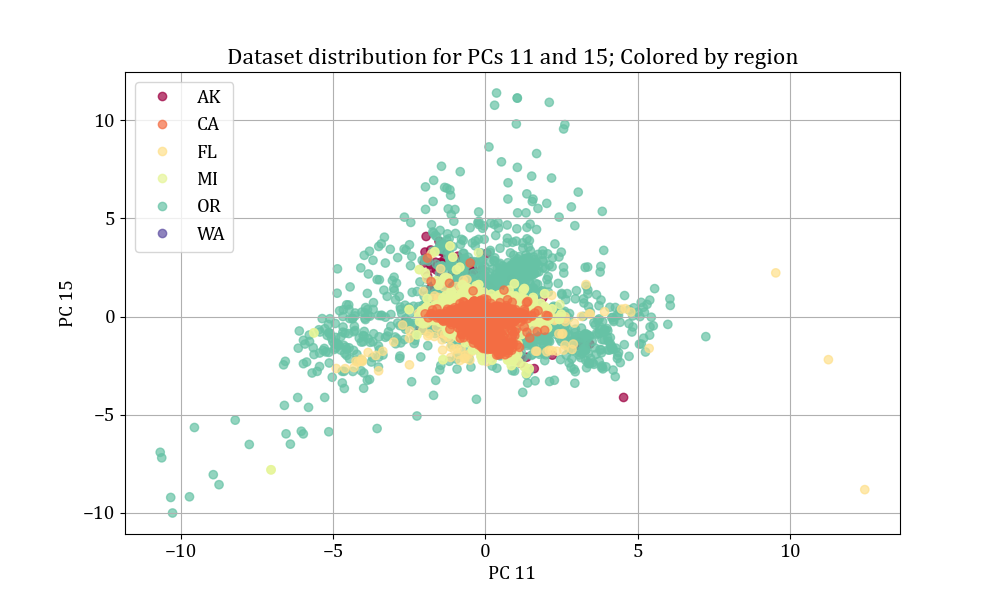 Dataset distribution for PCs 11 and 15; Colored by region
AK
CA
FL
MI
OR
WA
10
5
0
−5
−10
PC 15
−10
−5
0
5
10
PC 11